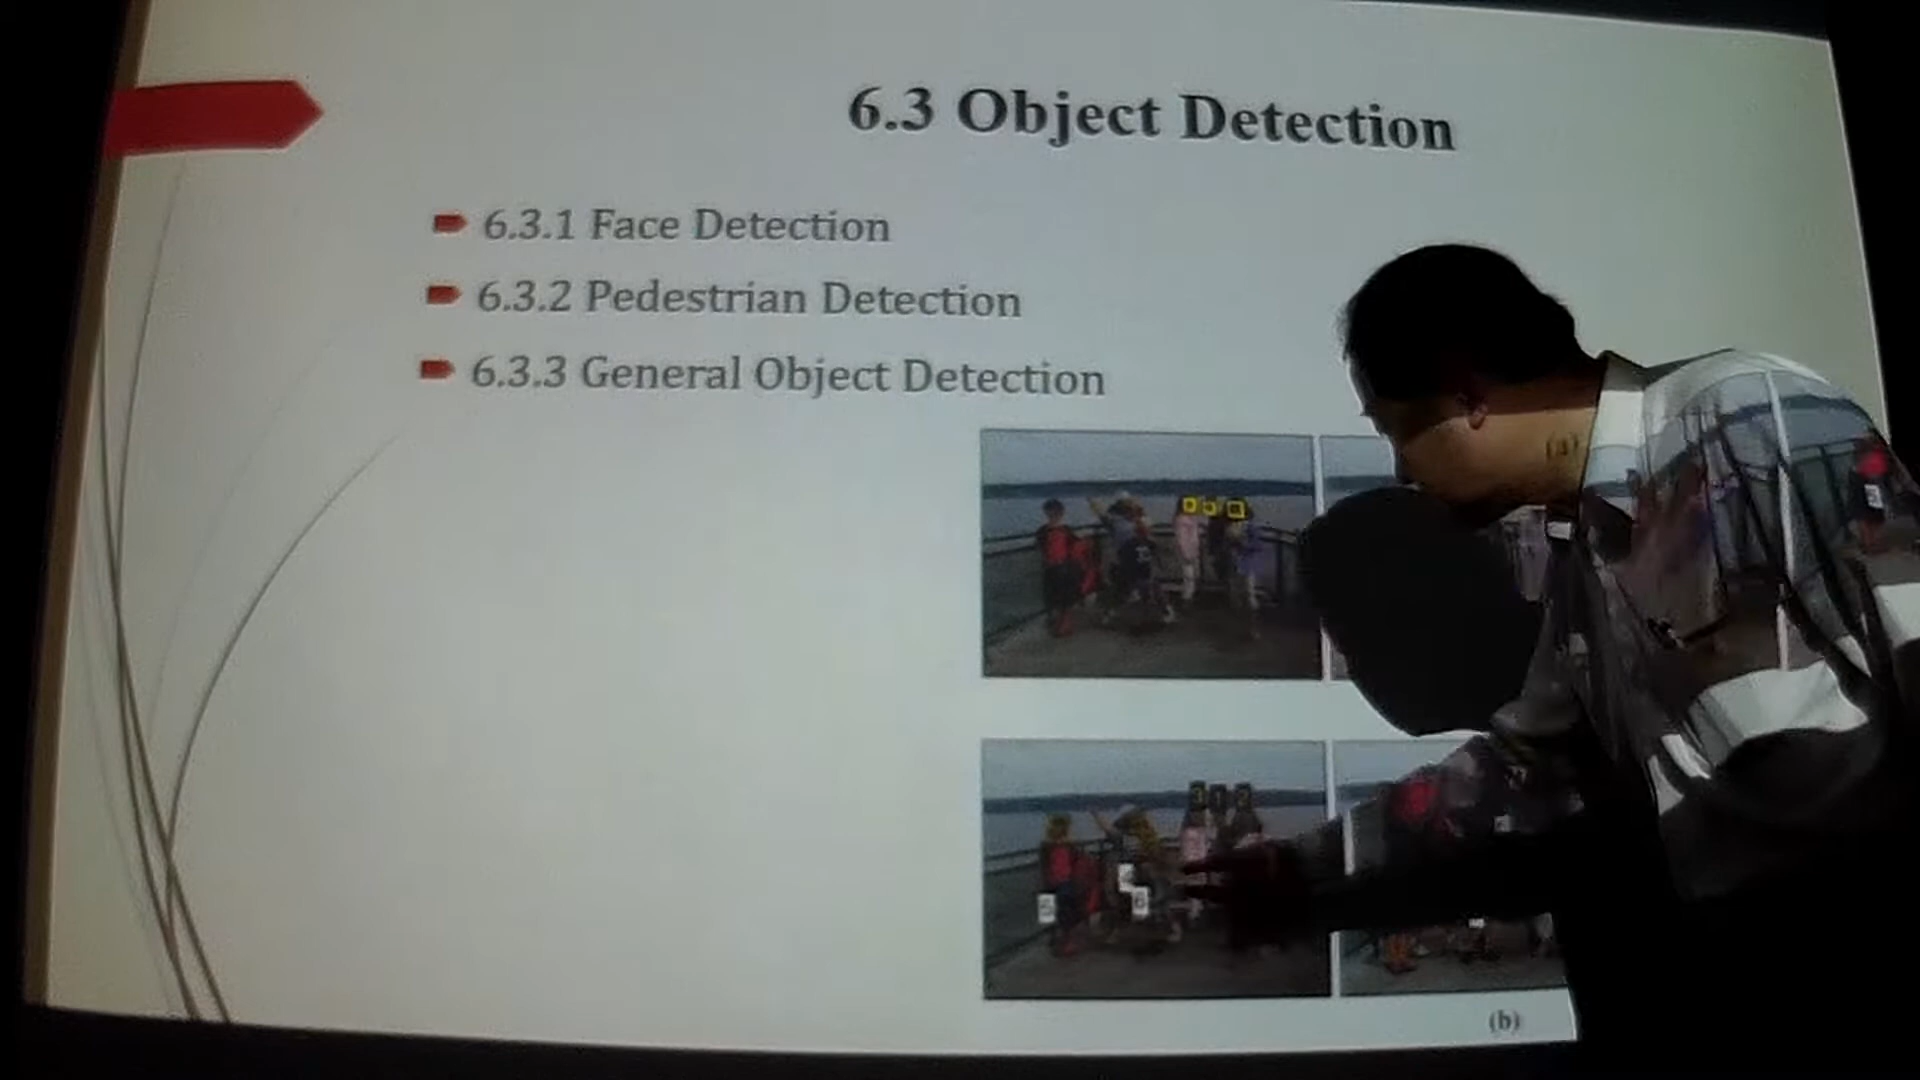 6.3 Object Detection
6.3.1 Face Detection
6.3.2 Pedestrian Detection
6.3.3 General Object Detection
(a)
6
(b)